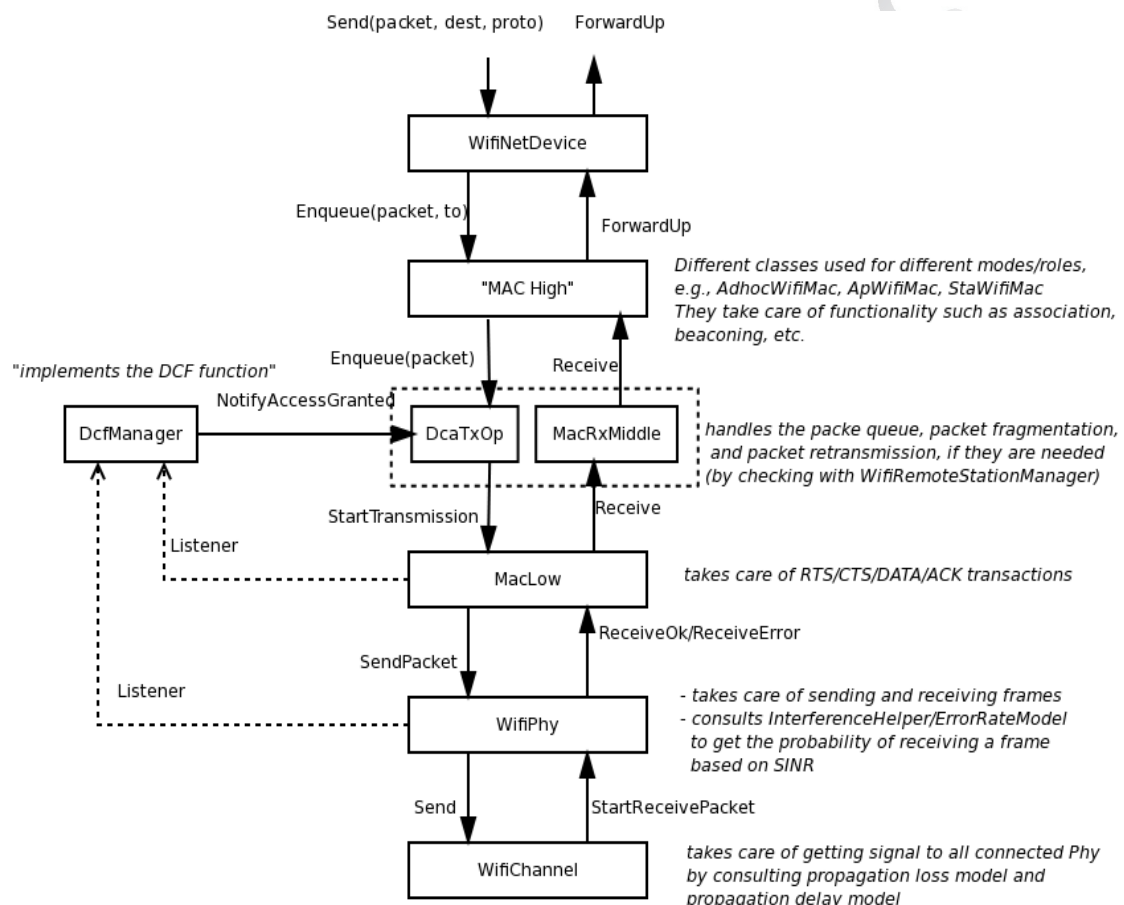 Send(packet, dest, proto)
ForwardUp
WifiNetDevice
Enqueue(packet, to)
ForwardUp
"MAC High"
Different classes used for different modes/roles,
e.g., AdhocWifiMac, ApWifiMac, StaWifiMac
They take care of functionality such as association,
beaconing, etc.
Enqueue(packet)
Receive
"implements the DCF function"
NotifyAccessGranted
DcfManager
DcaTxOp
MacRxMiddle
handles the packe queue, packet fragmentation,
and packet retransmission, if they are needed
(by checking with WifiRemoteStationManager)
StartTransmission
Receive
Listener
MacLow
takes care of RTS/CTS/DATA/ACK transactions
ReceiveOk/ReceiveError
SendPacket
Listener
WifiPhy
- takes care of sending and receiving frames
- consults InterferenceHelper/ErrorRateModel
to get the probability of receiving a frame
based on SINR
Send
StartReceivePacket
WifiChannel
takes care of getting signal to all connected Phy
by consulting propagation loss model and
propagation delay model